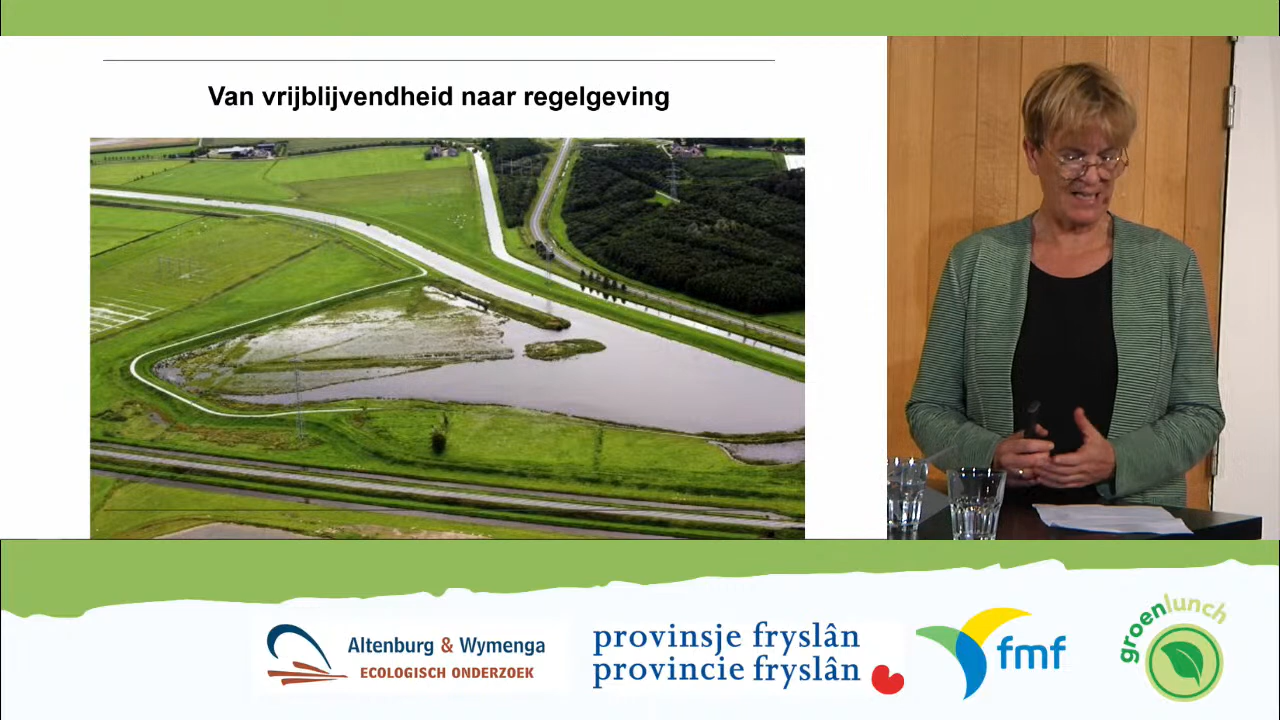 Van vrijblijvendheid naar regelgeving
Altenburg & Wymenga
ECOLOGISCH ONDERZOEK
provinsje fryslân
provincie fryslân
fmf
groenlunch